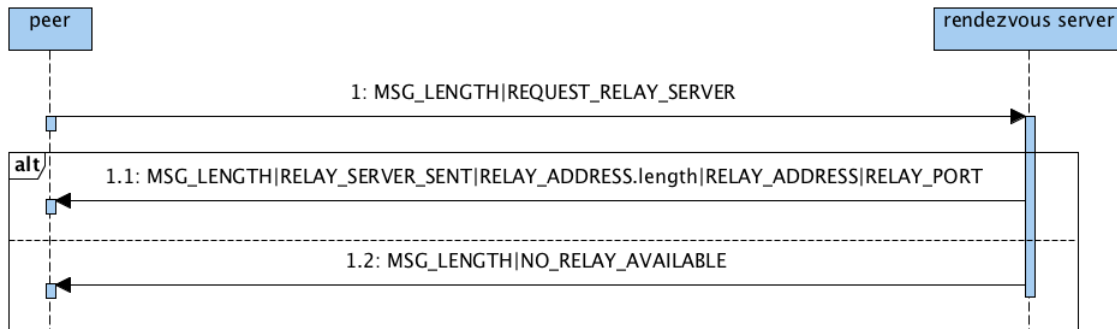 peer
rendezvous server
1: MSG_LENGTH|REQUEST_RELAY_SERVER
alt
1.1: MSG_LENGTH|RELAY_SERVER_SENT|RELAY_ADDRESS.length|RELAY_ADDRESS|RELAY_PORT
1.2: MSG_LENGTH|NO_RELAY_AVAILABLE